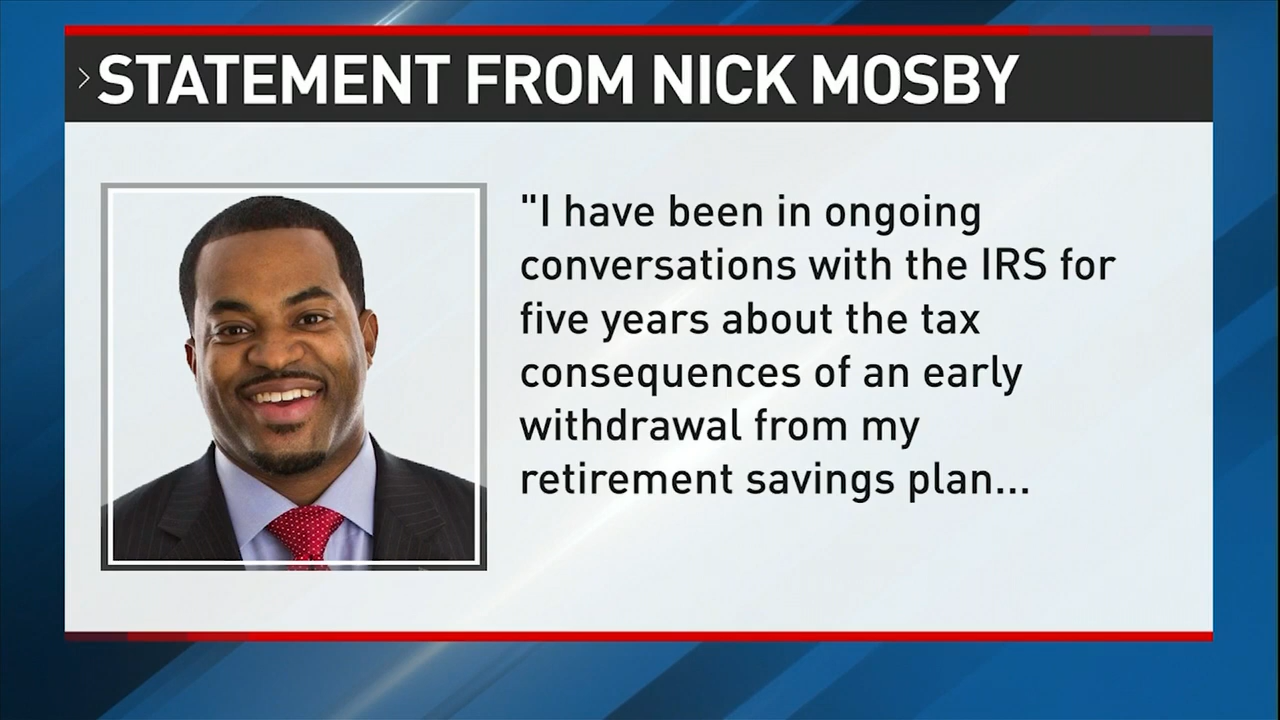 STATEMENT FROM NICK MOSBY
"I have been in ongoing
conversations with the IRS for
five years about the tax
consequences of an early
withdrawal from my
retirement savings plan...